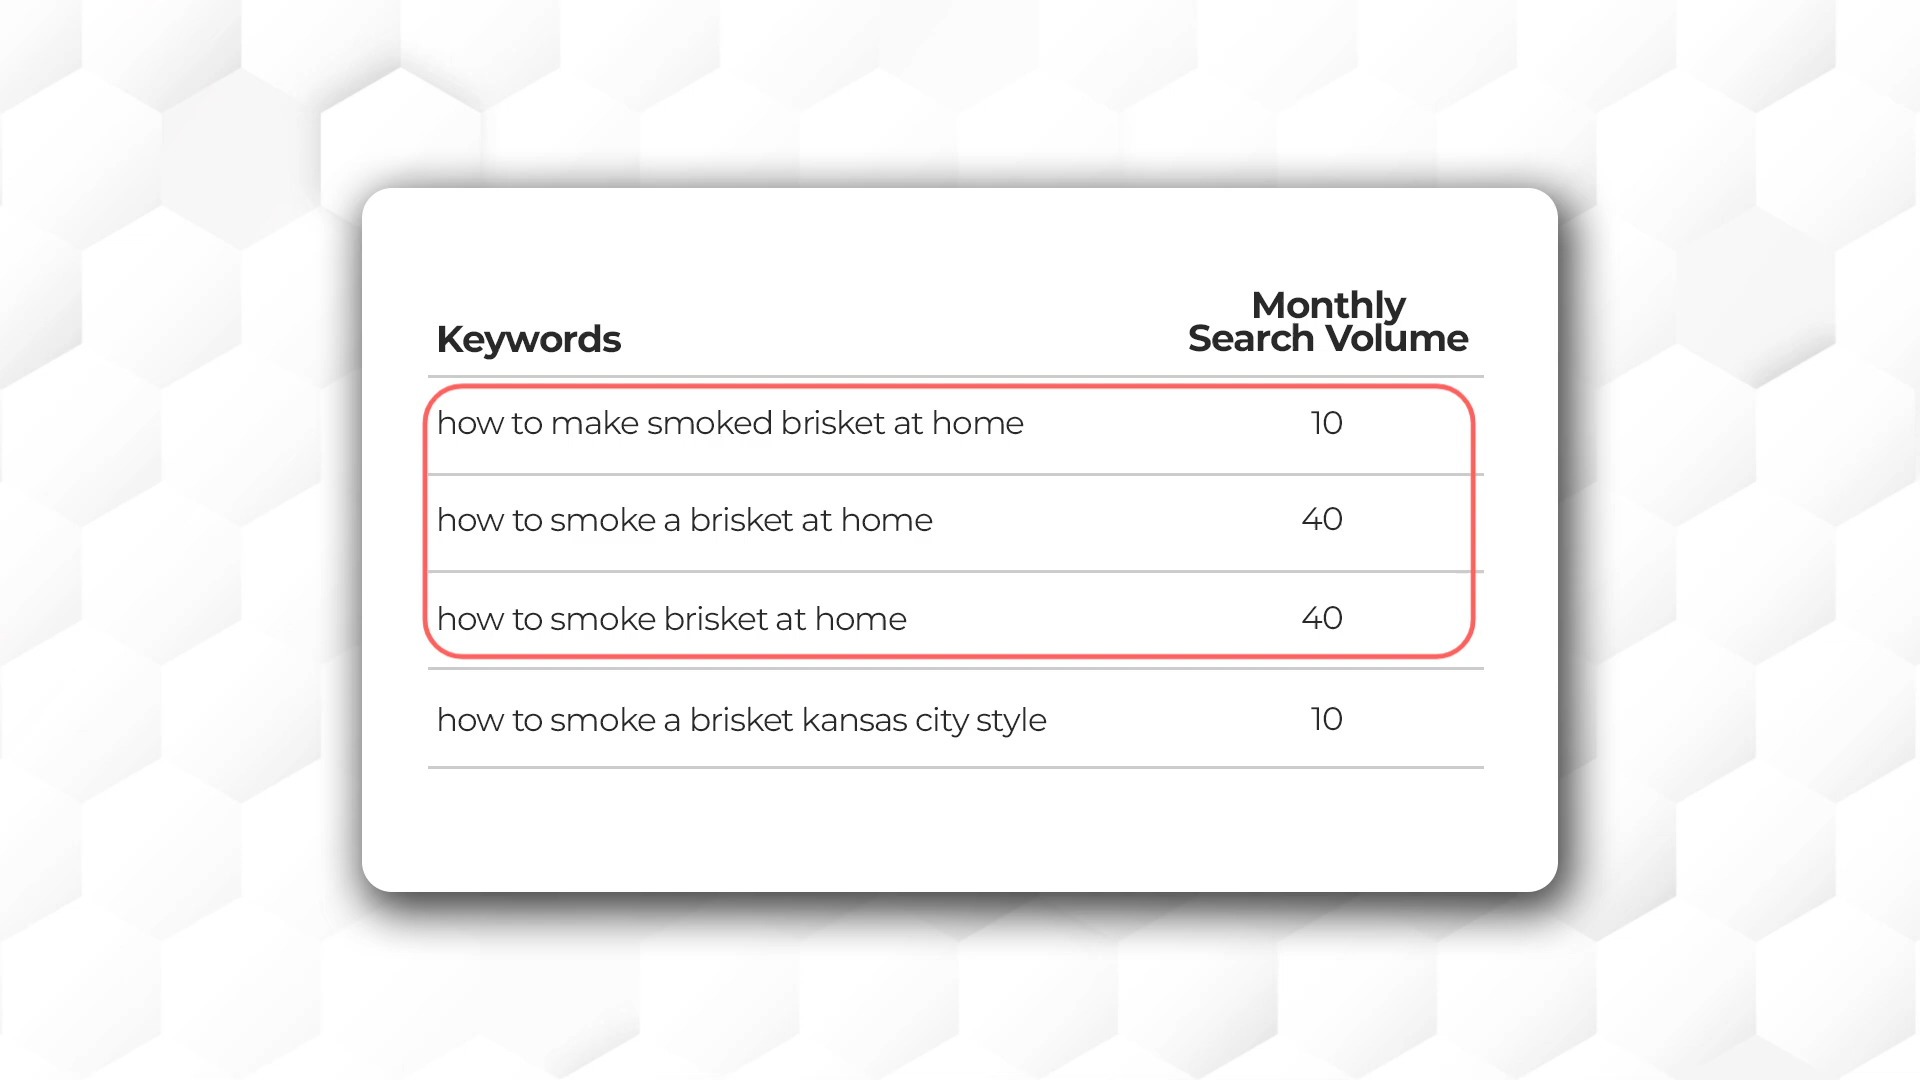 Keywords
Monthly
Search Volume
how to make smoked brisket at home 10
how to smoke a brisket at home 40
how to smoke brisket at home 40
how to smoke a brisket kansas city style 10